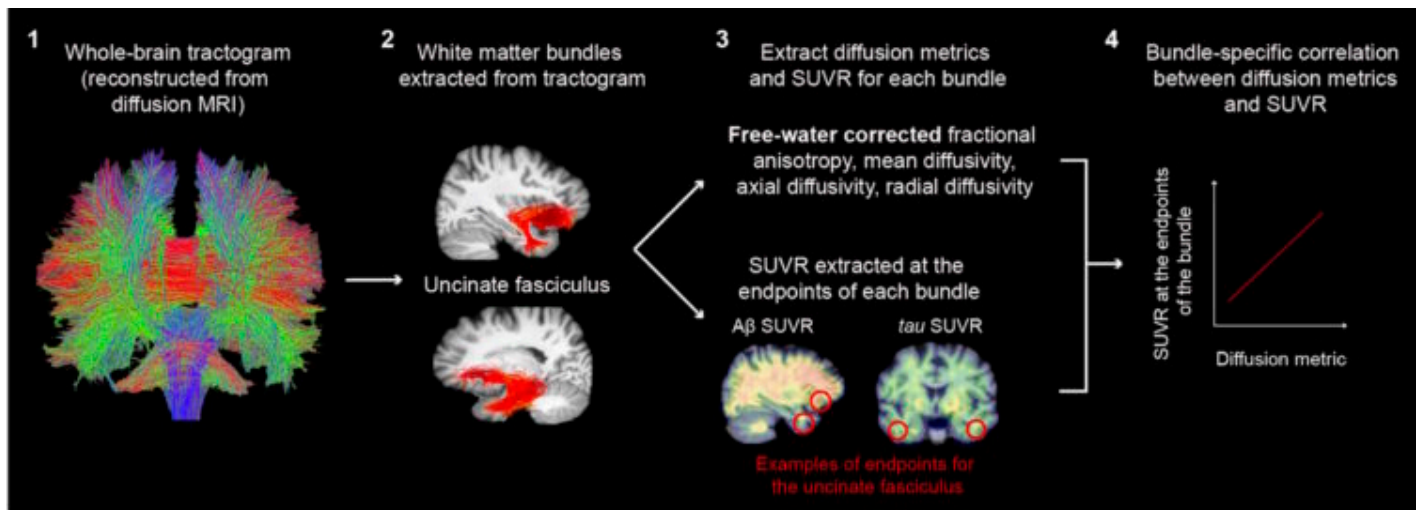 1
Whole-brain tractogram
(reconstructed from
diffusion MRI)
2
White matter bundles
extracted from tractogram
Uncinate fasciculus
3
Extract diffusion metrics
and SUVR for each bundle
Free-water corrected fractional
anisotropy, mean diffusivity,
axial diffusivity, radial diffusivity
SUVR extracted at the
endpoints of each bundle
Aβ SUVR
tau SUVR
Examples of endpoints for
the uncinate fasciculus
4
Bundle-specific correlation
between diffusion metrics
and SUVR
SUVR at the endpoints
of the bundle
Diffusion metric